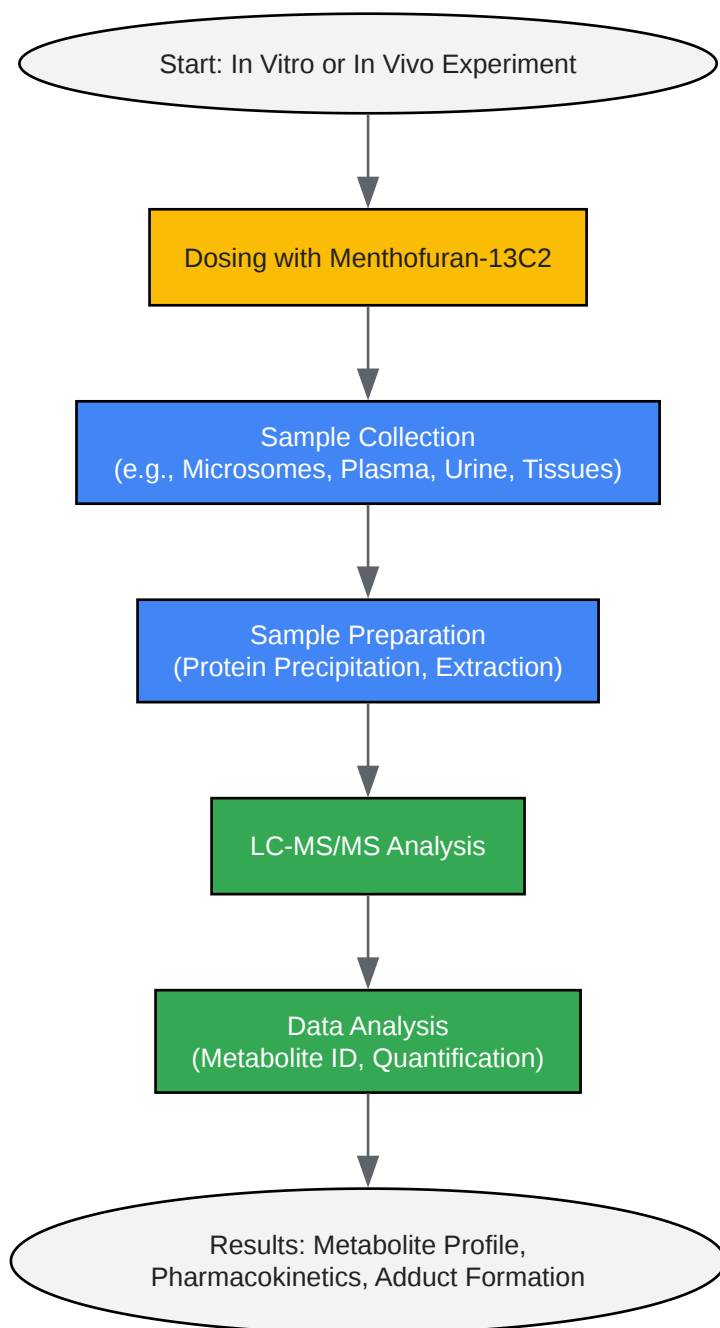 Start: In Vitro or In Vivo Experiment
Dosing with Menthofuran-13C2
Sample Collection
(e.g., Microsomes, Plasma, Urine, Tissues)
Sample Preparation
(Protein Precipitation, Extraction)
LC-MS/MS Analysis
Data Analysis
(Metabolite ID, Quantification)
Results: Metabolite Profile,
Pharmacokinetics, Adduct Formation